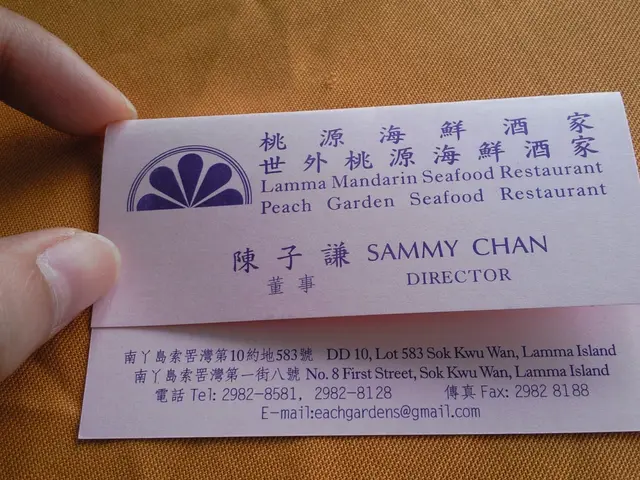 桃源海鮮酒家
世外桃源海鮮酒家
Lamma Mandarin Seafood Restaurant
Peach Garden Seafood Restaurant
陳子謙 SAMMY CHAN
董事 DIRECTOR
南丫島索罟灣第10約地583號 DD 10, Lot 583 Sok Kwu Wan, Lamma Island
南丫島索罟灣第一街八號 No. 8 First Street, Sok Kwu Wan, Lamma Island
電話 Tel: 2982-8581, 2982-8128 傳真 Fax: 2982 8188
E-mail:eachgardens@gmail.com